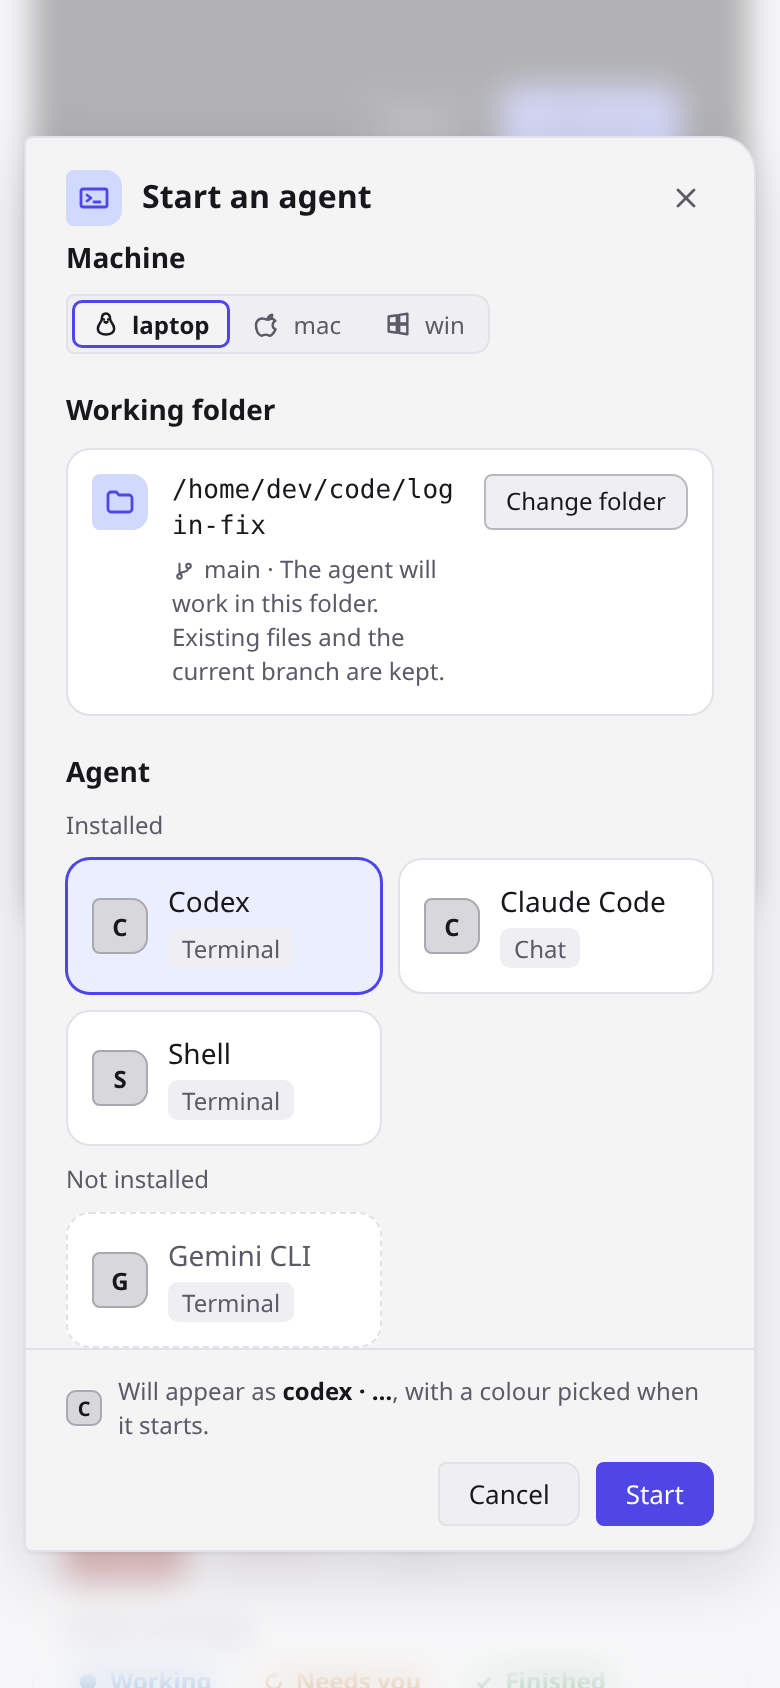 Start an agent
Machine
laptop
mac
win
Working folder
/home/dev/code/log
in-fix
Change folder
main · The agent will
work in this folder.
Existing files and the
current branch are kept.
Agent
Installed
C
Codex
Terminal
C
Claude Code
Chat
S
Shell
Terminal
Not installed
G
Gemini CLI
Terminal
C
Will appear as codex · ..., with a colour picked when
it starts.
Cancel
Start
Working
Needs you
Finished